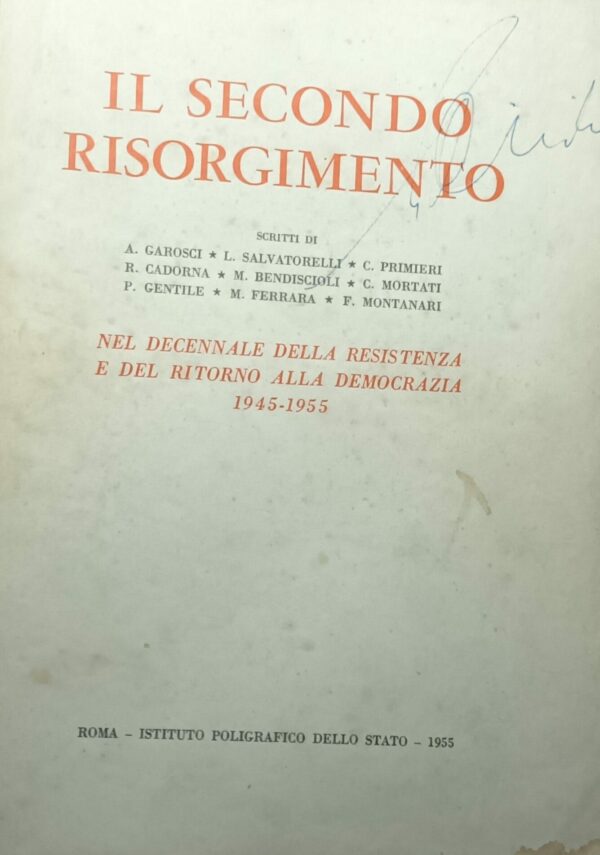 IL SECONDO
RISORGIMENTO
SCRITTI DI
A. GAROSCI ★ L. SALVATORELLI ★ C. PRIMIERI
R. CADORNA ★ M. BENDISCIOLI ★ C. MORTATI
P. GENTILE ★ M. FERRARA ★ F. MONTANARI
NEL DECENNALE DELLA RESISTENZA
E DEL RITORNO ALLA DEMOCRAZIA
1945-1955
ROMA – ISTITUTO POLIGRAFICO DELLO STATO – 1955